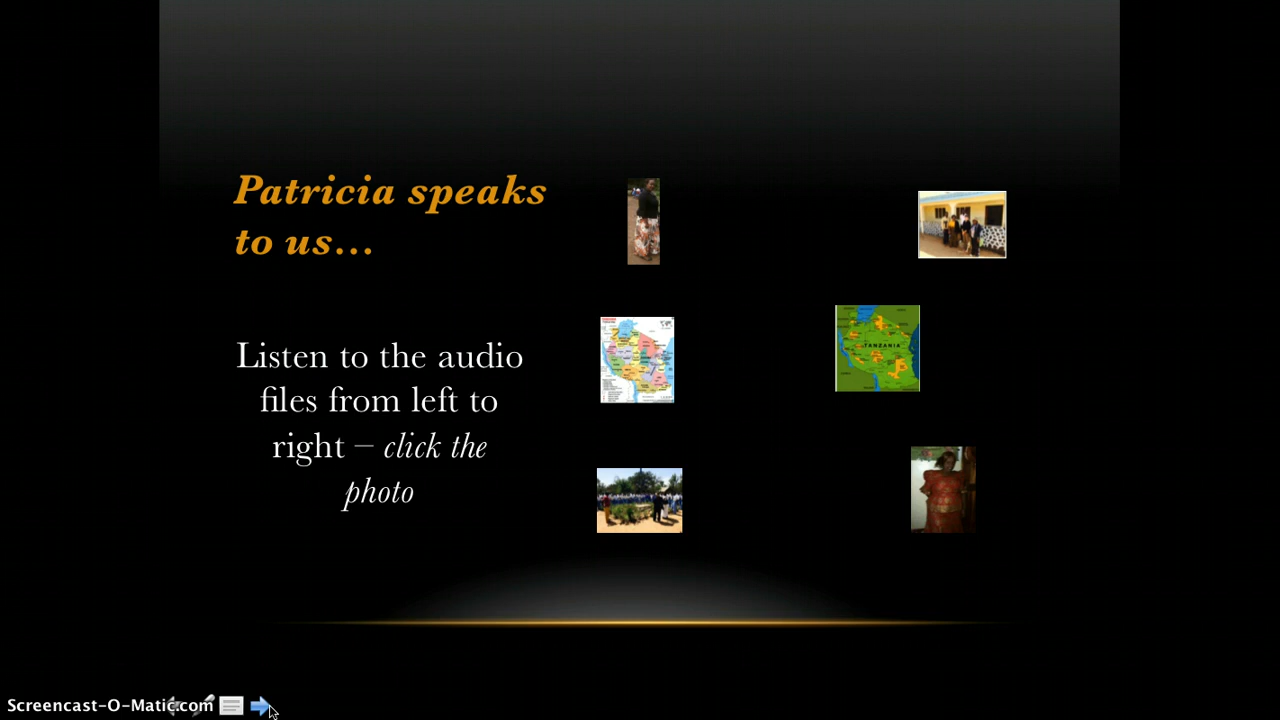 Patricia speaks
to us...
Listen to the audio
files from left to
right – click the
photo
TANZANIA
Screencast-O-Matic.com